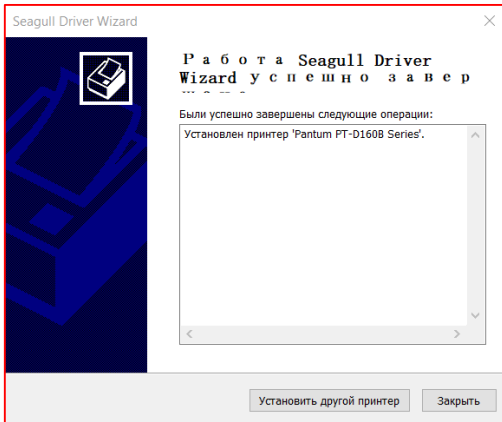 Seagull Driver Wizard
Работа Seagull Driver
Wizard успешно завер
Были успешно завершены следующие операции:
Установлен принтер 'Pantum PT-D160B Series'.
Установить другой принтер
Закрыть